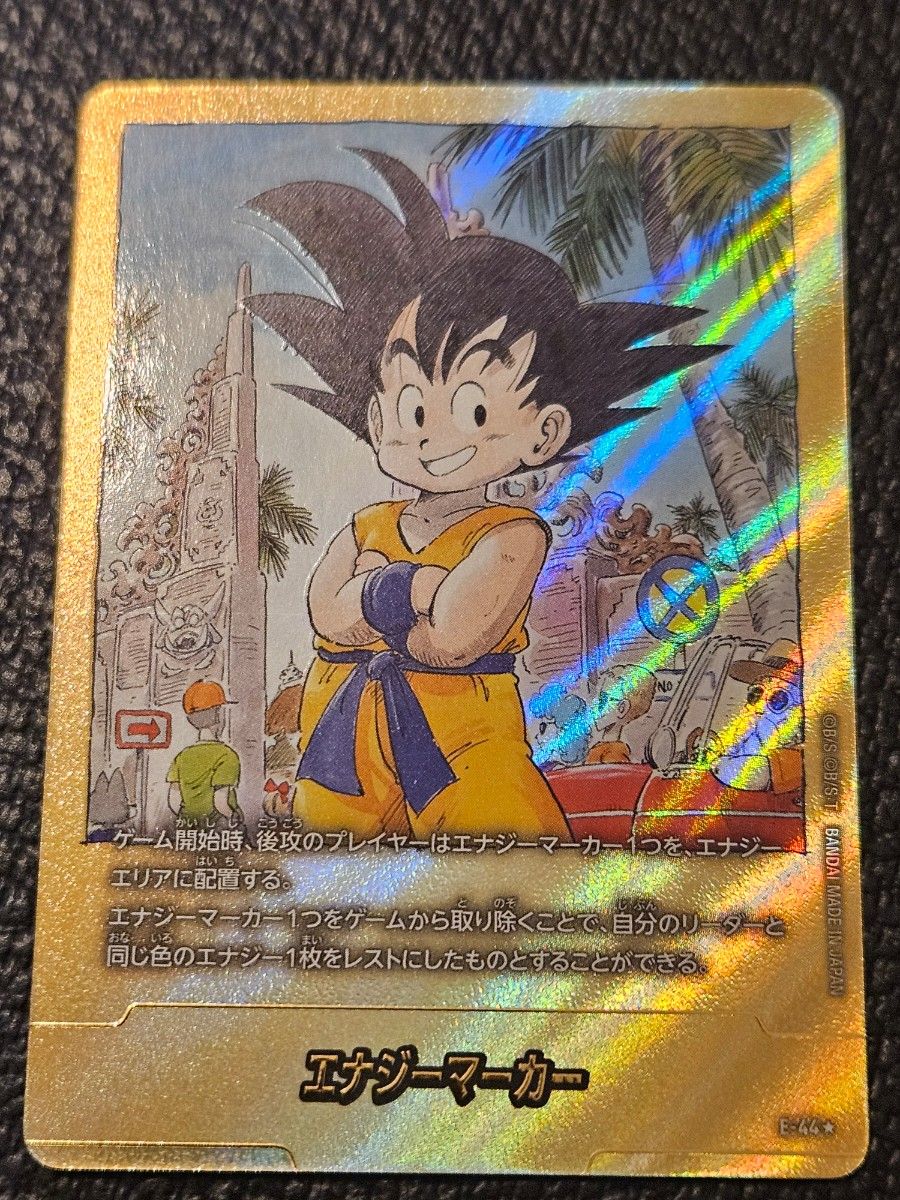 NO
©B/S ©B/S.T BANDAI MADE IN JAPAN
ゲーム開始時、後攻のプレイヤーはエナジーマーカー1つを、エナジー
エリアに配置する。
エナジーマーカー1つをゲームから取り除くことで、自分のリーダーと
同じ色のエナジー1枚をレストにしたものとすることができる。
エナジーマーカー
E-44★